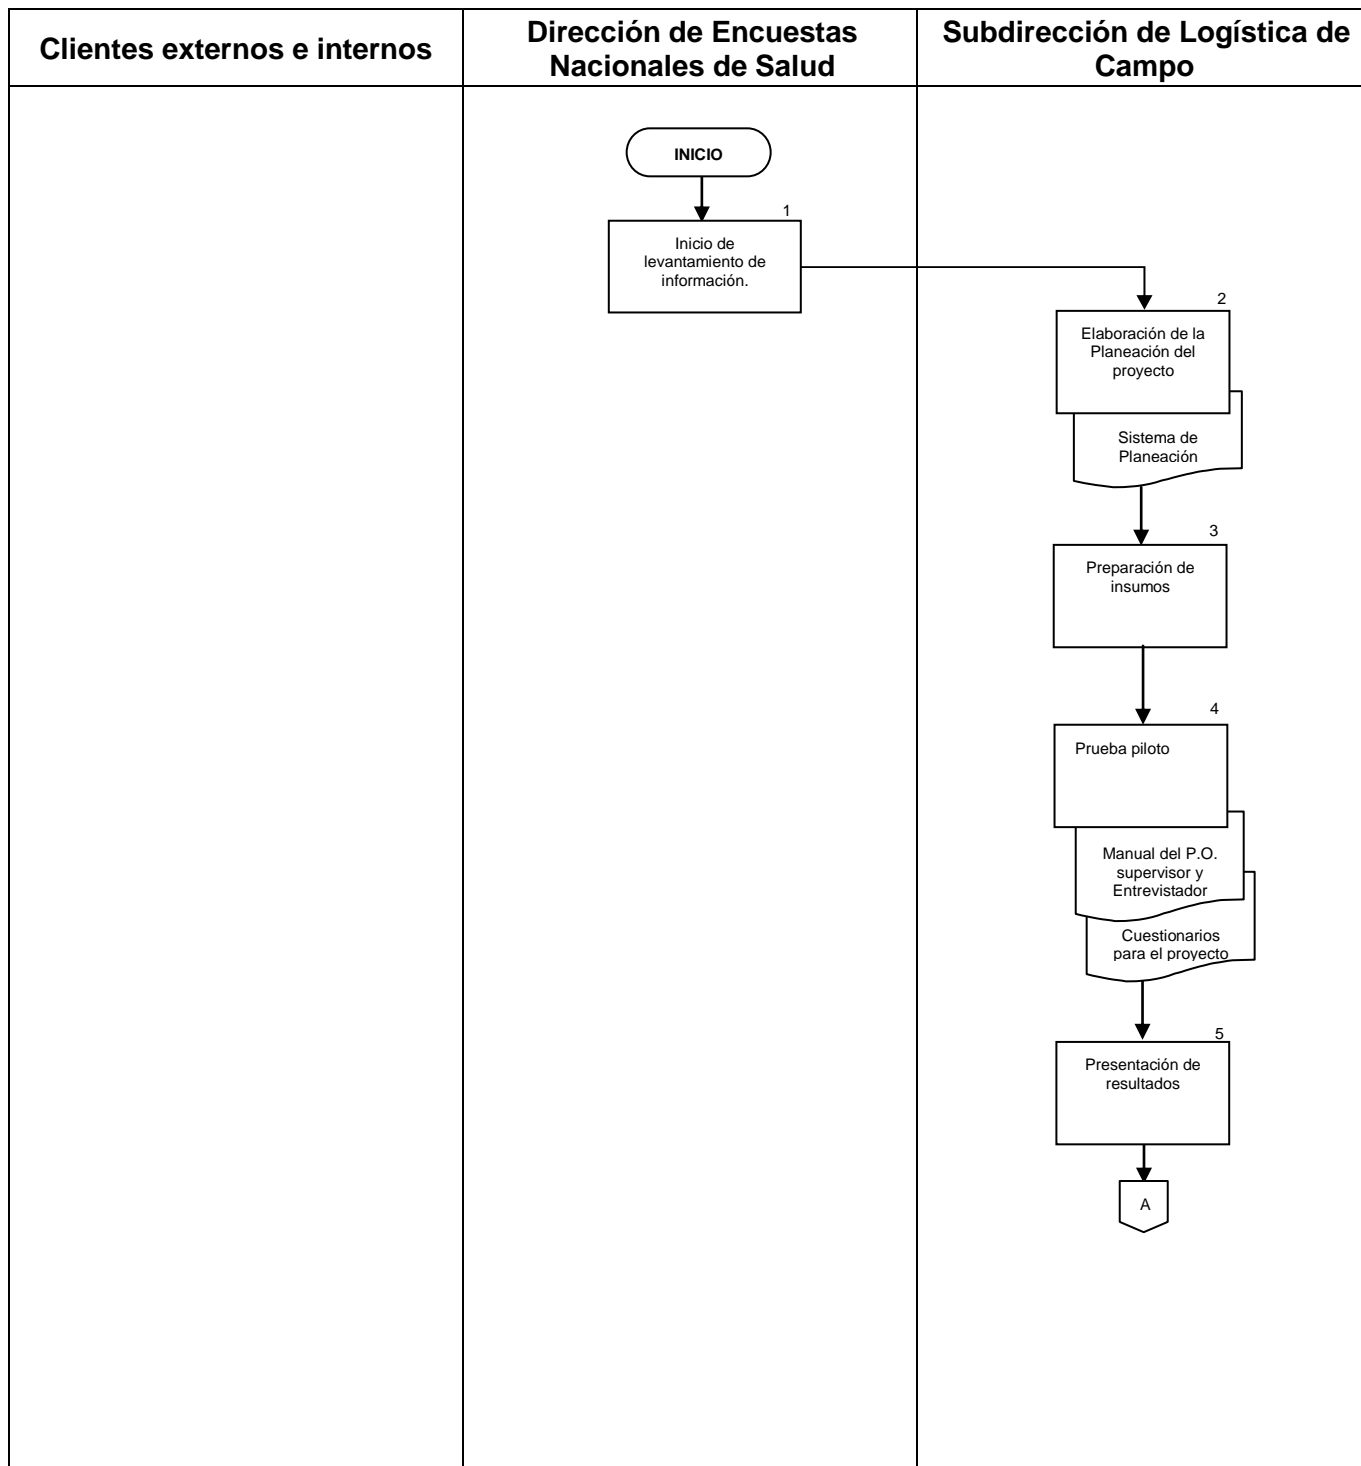 Clientes externos e internos
Dirección de Encuestas
Nacionales de Salud
Subdirección de Logística de
Campo
INICIO
1
Inicio de
levantamiento de
información.
2
Elaboración de la
Planeación del
proyecto
Sistema de
Planeación
3
Preparación de
insumos
4
Prueba piloto
Manual del P.O.
supervisor y
Entrevistador
Cuestionarios
para el proyecto
5
Presentación de
resultados
A